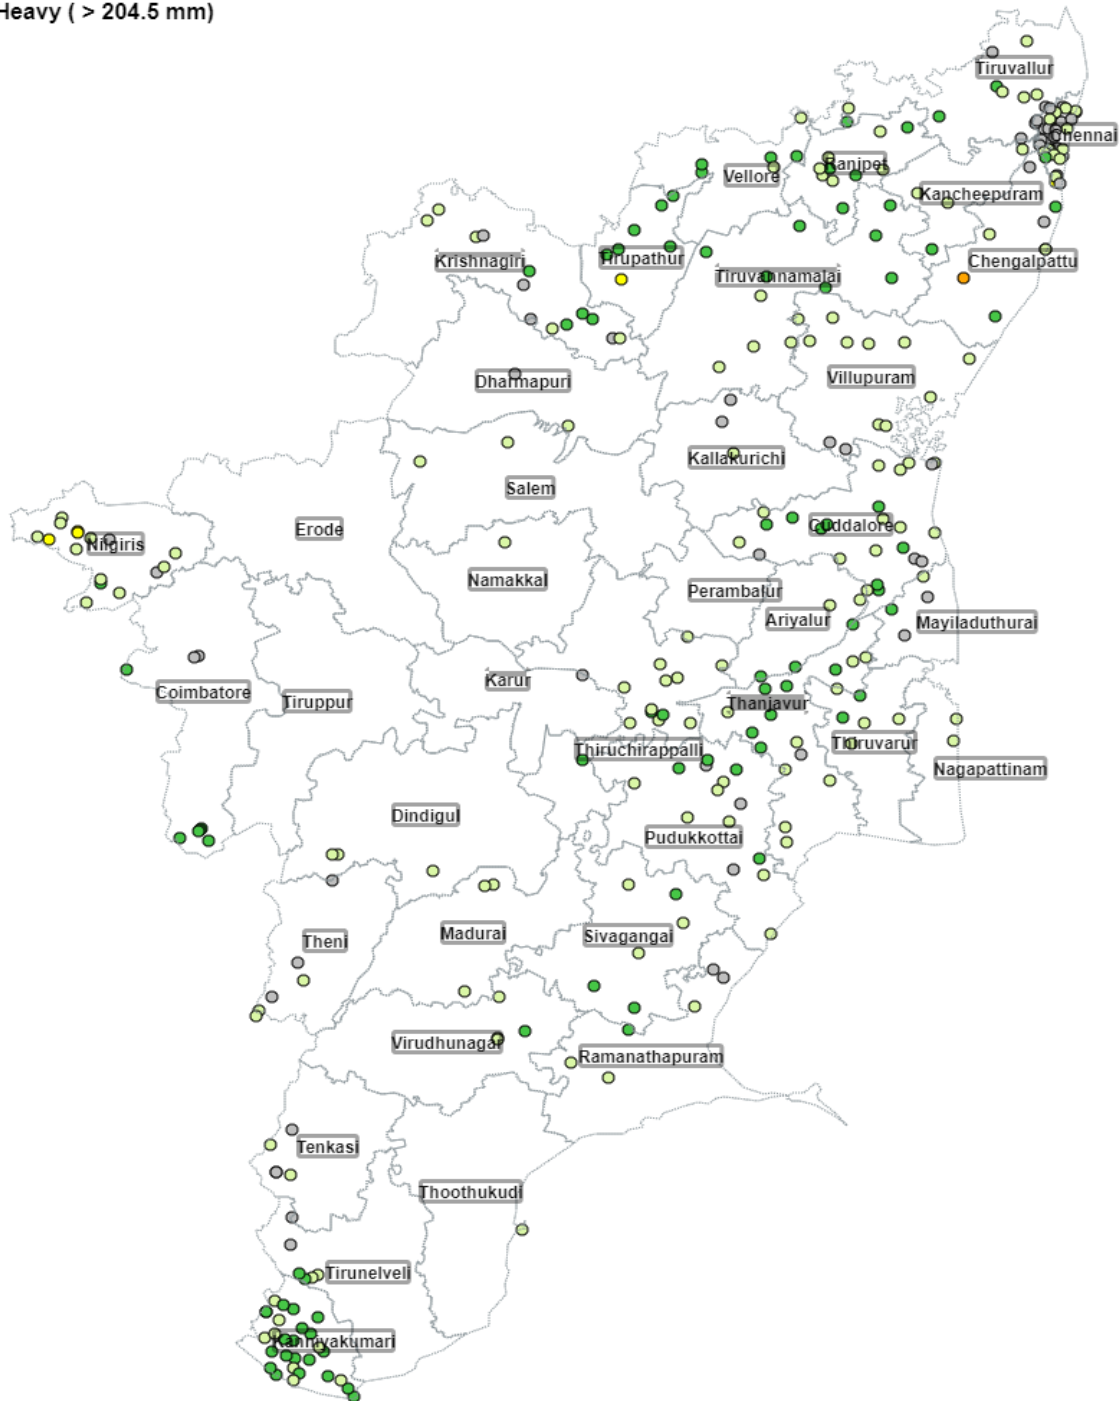 Heavy ( > 204.5 mm)
Tiruvallur
Chennai
Ranipet
Vellore
Kancheepuram
Krishnagiri
Tirupathur
Chengalpattu
Tiruvannamalai
Dharmapuri
Villupuram
Kallakurichi
Salem
Erode
Cuddalore
Nilgiris
Namakkal
Perambalur
Ariyalur
Mayiladuthurai
Karur
Coimbatore
Tiruppur
Thanjavur
Thiruchirappalli
Thiruvarur
Nagapattinam
Dindigul
Pudukkottai
Madurai
Sivagangai
Theni
Virudhunagar
Ramanathapuram
Tenkasi
Thoothukudi
Tirunelveli
Kanniyakumari